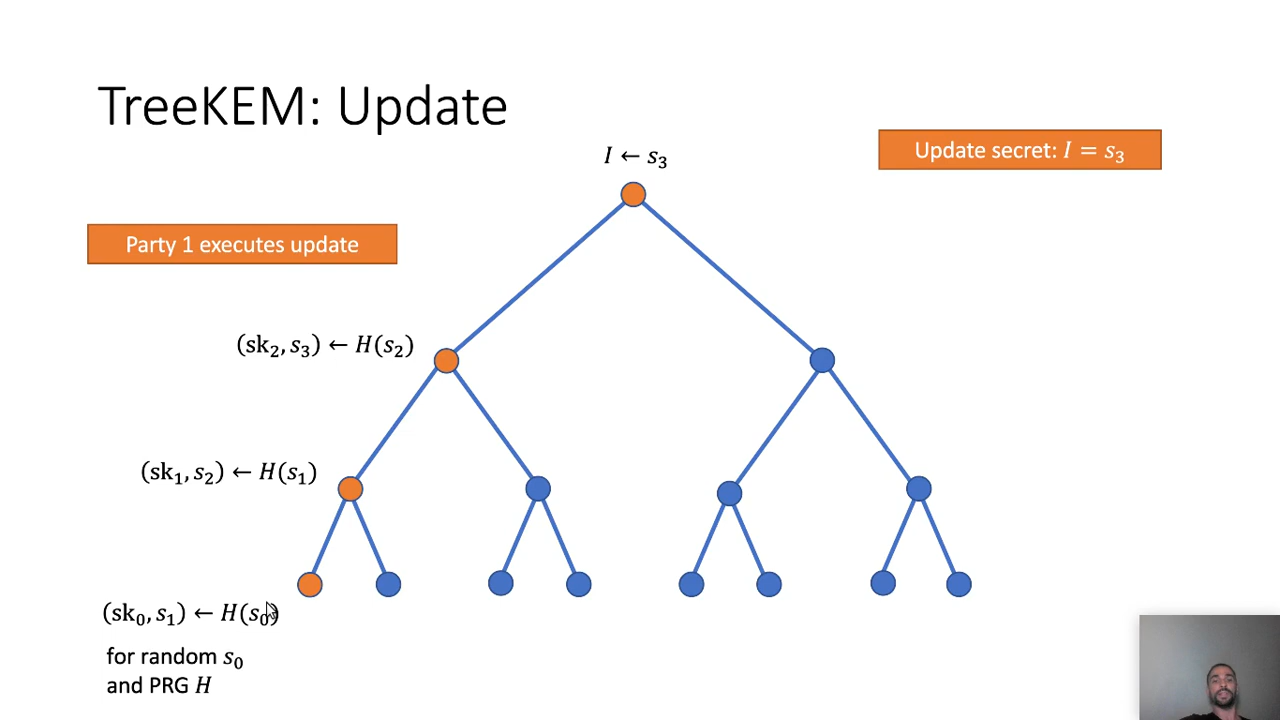 TreeKEM: Update
I ← s₃
Update secret: I = s₃
Party 1 executes update
(sk₂, s₃) ← H(s₂)
(sk₁, s₂) ← H(s₁)
(sk₀, s₁) ← H(s₀)
for random s₀
and PRG H